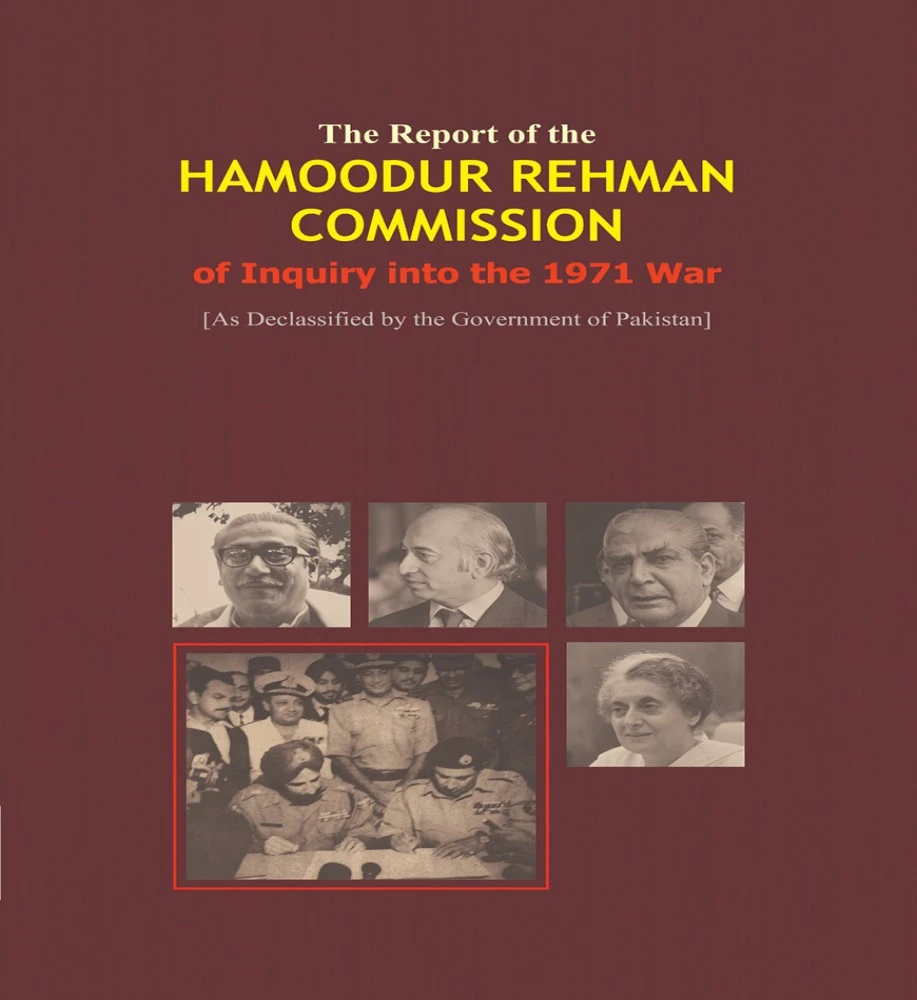 The Report of the
HAMOODUR REHMAN
COMMISSION
of Inquiry into the 1971 War
[As Declassified by the Government of Pakistan]